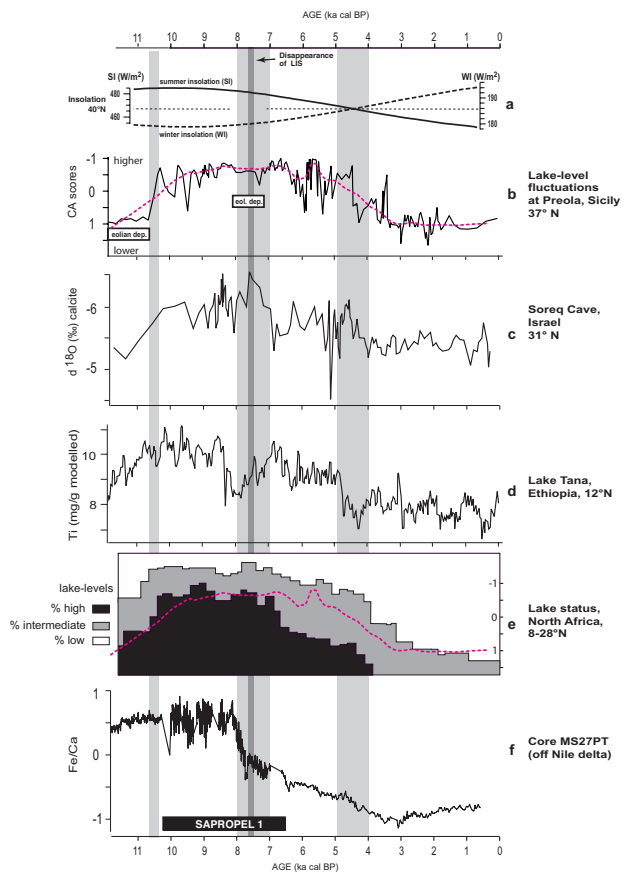 AGE (ka cal BP)
11 10 9 8 7 6 5 4 3 2 1 0
Disappearance
of LIS
SI (W/m²)
WI (W/m²)
summer insolation (SI)
480
460
190
180
Insolation
40°N
winter insolation (WI)
a
higher
-1
0
1
CA scores
eol. dep.
eolian dep.
lower
b
Lake-level
fluctuations
at Preola, Sicily
37° N
-6
-5
d ¹⁸O (‰) calcite
c
Soreq Cave,
Israel
31° N
10
8
Ti (mg/g modelled)
d
Lake Tana,
Ethiopia, 12°N
lake-levels
% high
% intermediate
% low
-1
0
1
e
Lake status,
North Africa,
8-28°N
1
0
-1
Fe/Ca
f
Core MS27PT
(off Nile delta)
SAPROPEL 1
11 10 9 8 7 6 5 4 3 2 1 0
AGE (ka cal BP)